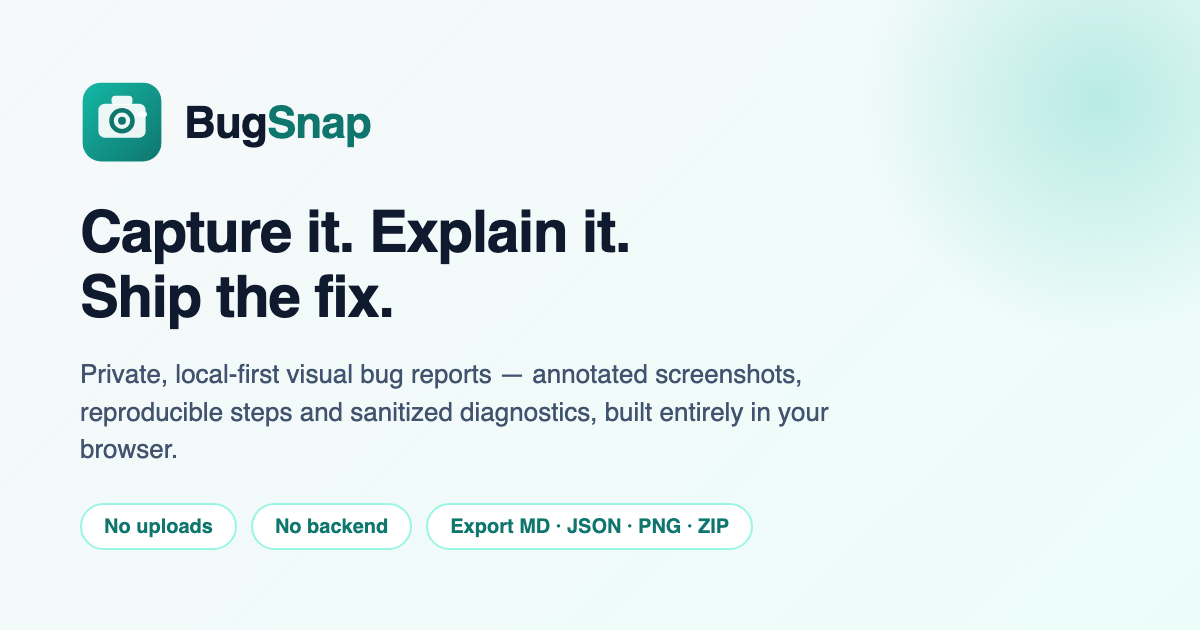 BugSnap
Capture it. Explain it.
Ship the fix.
Private, local-first visual bug reports — annotated screenshots,
reproducible steps and sanitized diagnostics, built entirely in your
browser.
No uploads
No backend
Export MD · JSON · PNG · ZIP